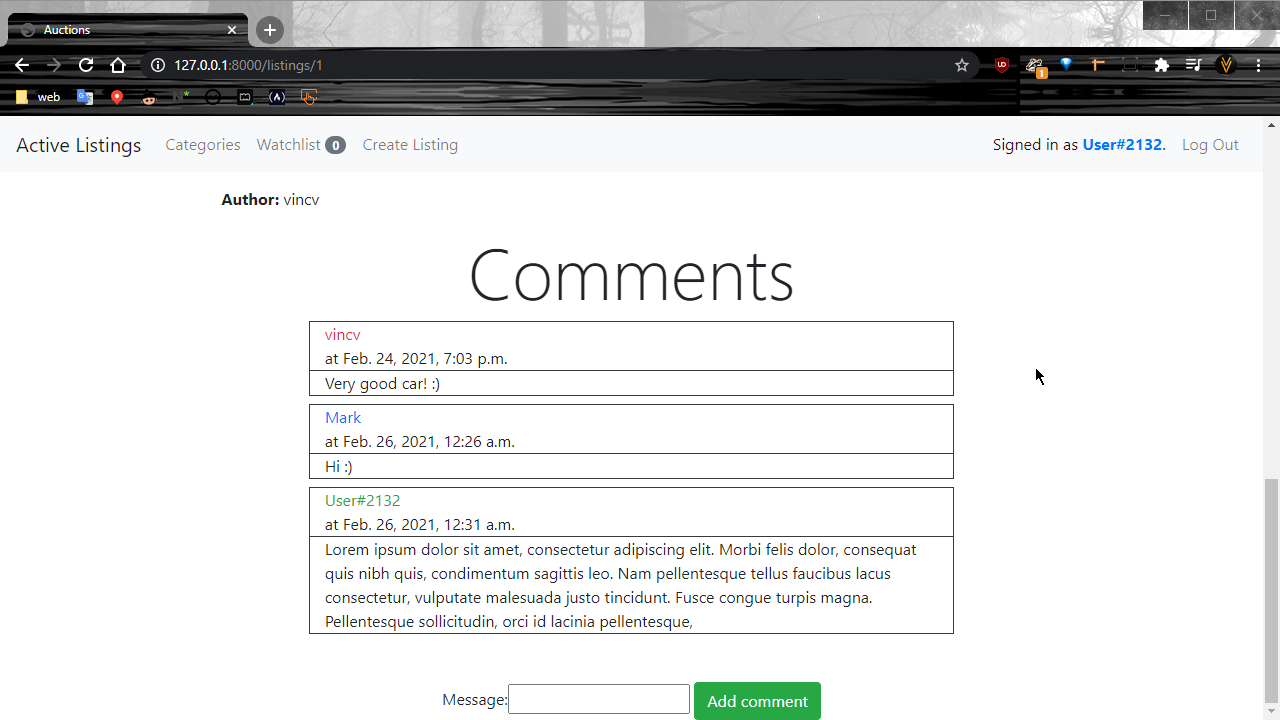 Auctions
127.0.0.1:8000/listings/1
1
web
Active Listings Categories Watchlist 0 Create Listing Signed in as User#2132. Log Out
Author: vincv
Comments
vincv
at Feb. 24, 2021, 7:03 p.m.
Very good car! :)
Mark
at Feb. 26, 2021, 12:26 a.m.
Hi :)
User#2132
at Feb. 26, 2021, 12:31 a.m.
Lorem ipsum dolor sit amet, consectetur adipiscing elit. Morbi felis dolor, consequat
quis nibh quis, condimentum sagittis leo. Nam pellentesque tellus faucibus lacus
consectetur, vulputate malesuada justo tincidunt. Fusce congue turpis magna.
Pellentesque sollicitudin, orci id lacinia pellentesque,
Message: Add comment